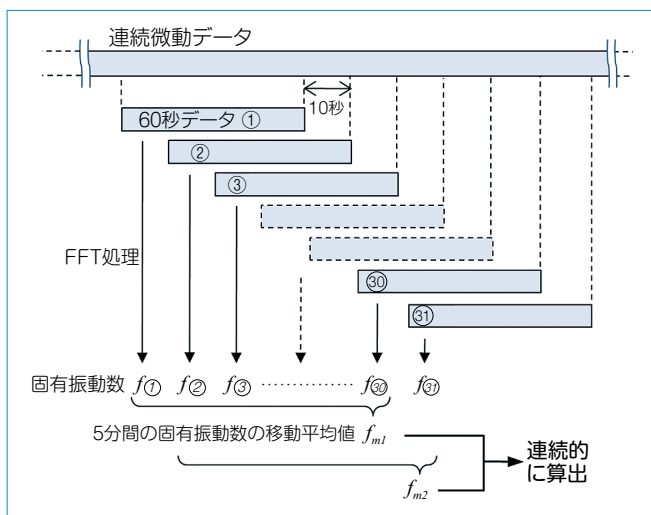 連続微動データ
10秒
60秒データ ①
②
③
FFT処理
㉚
㉛
固有振動数 f① f② f③ ……………… f㉚ f㉛
5分間の固有振動数の移動平均値 fm1
連続的
に算出
fm2